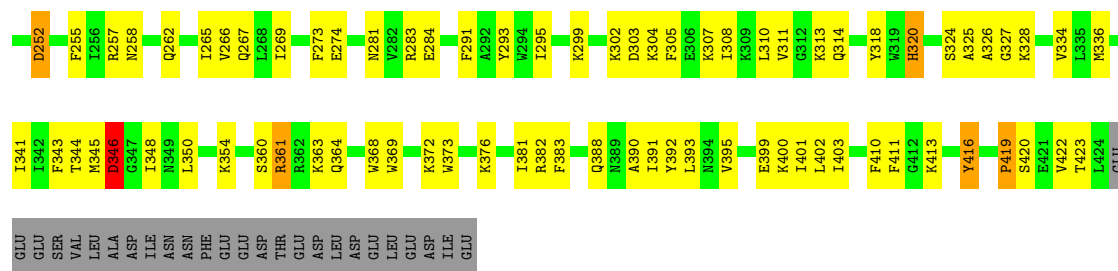 D252 F255 I256 R257 N258 Q262 I265 V266 Q267 L268 I269 F273 E274 N281 V282 R283 E284 F291 A292 Y293 W294 I295 K299 K302 D303 K304 F305 E306 K307 I308 K309 L310 V311 G312 K313 Q314 Y318 W319 H320 S324 A325 A326 G327 K328 V334 L335 M336
I341 I342 F343 T344 M345 D346 G347 I348 N349 L350 K354 S360 R361 R362 K363 Q364 W368 W369 K372 W373 K376 I381 R382 F383 Q388 N389 A390 I391 Y392 L393 N394 V395 E399 K400 I401 L402 I403 F410 F411 G412 K413 Y416 P419 S420 E421 V422 T423 L424 GLU
GLU GLU SER VAL LEU ALA ASP ILE ASN ASN PHE GLU GLU ASP THR GLU ASP LEU ASP ASP GLU LEU GLU ASP ILE GLU